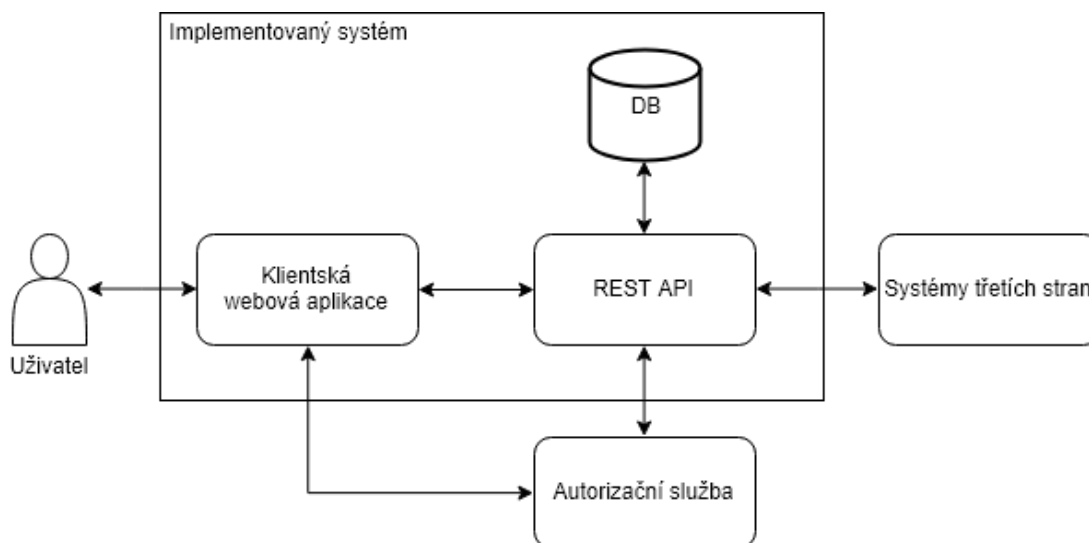 Implementovaný systém
DB
Klientská
webová aplikace
REST API
Systémy třetích stran
Uživatel
Autorizační služba